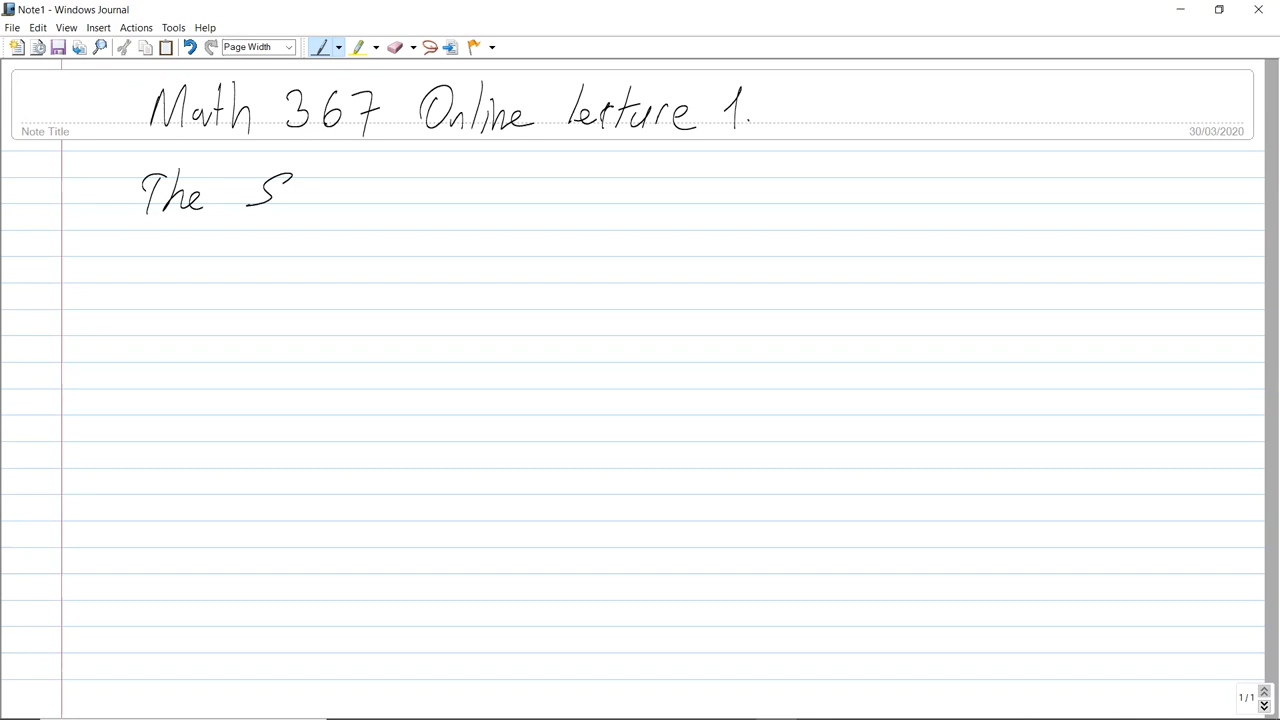 Note1 - Windows Journal
File Edit View Insert Actions Tools Help
Page Width
Math 367 Online lecture 1.
Note Title 30/03/2020
The S
1/1